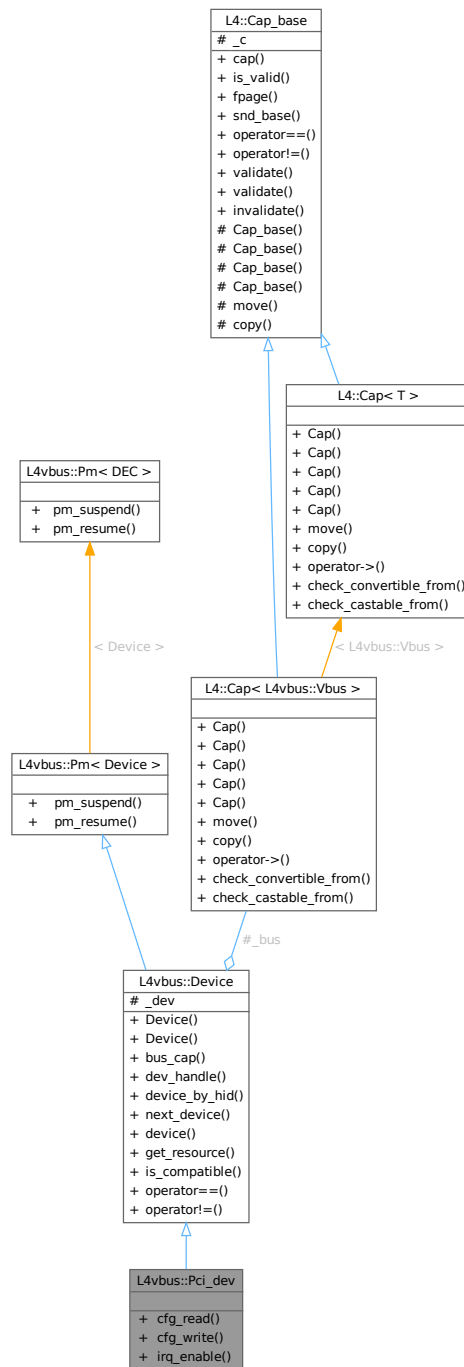 L4::Cap_base
# _c
+ cap()
+ is_valid()
+ fpage()
+ snd_base()
+ operator==()
+ operator!=()
+ validate()
+ validate()
+ invalidate()
# Cap_base()
# Cap_base()
# Cap_base()
# Cap_base()
# move()
# copy()
L4::Cap< T >
+ Cap()
+ Cap()
+ Cap()
+ Cap()
+ Cap()
+ move()
+ copy()
+ operator->()
+ check_convertible_from()
+ check_castable_from()
L4vbus::Pm< DEC >
+ pm_suspend()
+ pm_resume()
< Device >
< L4vbus::Vbus >
L4::Cap< L4vbus::Vbus >
+ Cap()
+ Cap()
+ Cap()
+ Cap()
+ Cap()
+ move()
+ copy()
+ operator->()
+ check_convertible_from()
+ check_castable_from()
L4vbus::Pm< Device >
+ pm_suspend()
+ pm_resume()
#_bus
L4vbus::Device
# _dev
+ Device()
+ Device()
+ bus_cap()
+ dev_handle()
+ device_by_hid()
+ next_device()
+ device()
+ get_resource()
+ is_compatible()
+ operator==()
+ operator!=()
L4vbus::Pci_dev
+ cfg_read()
+ cfg_write()
+ irq_enable()